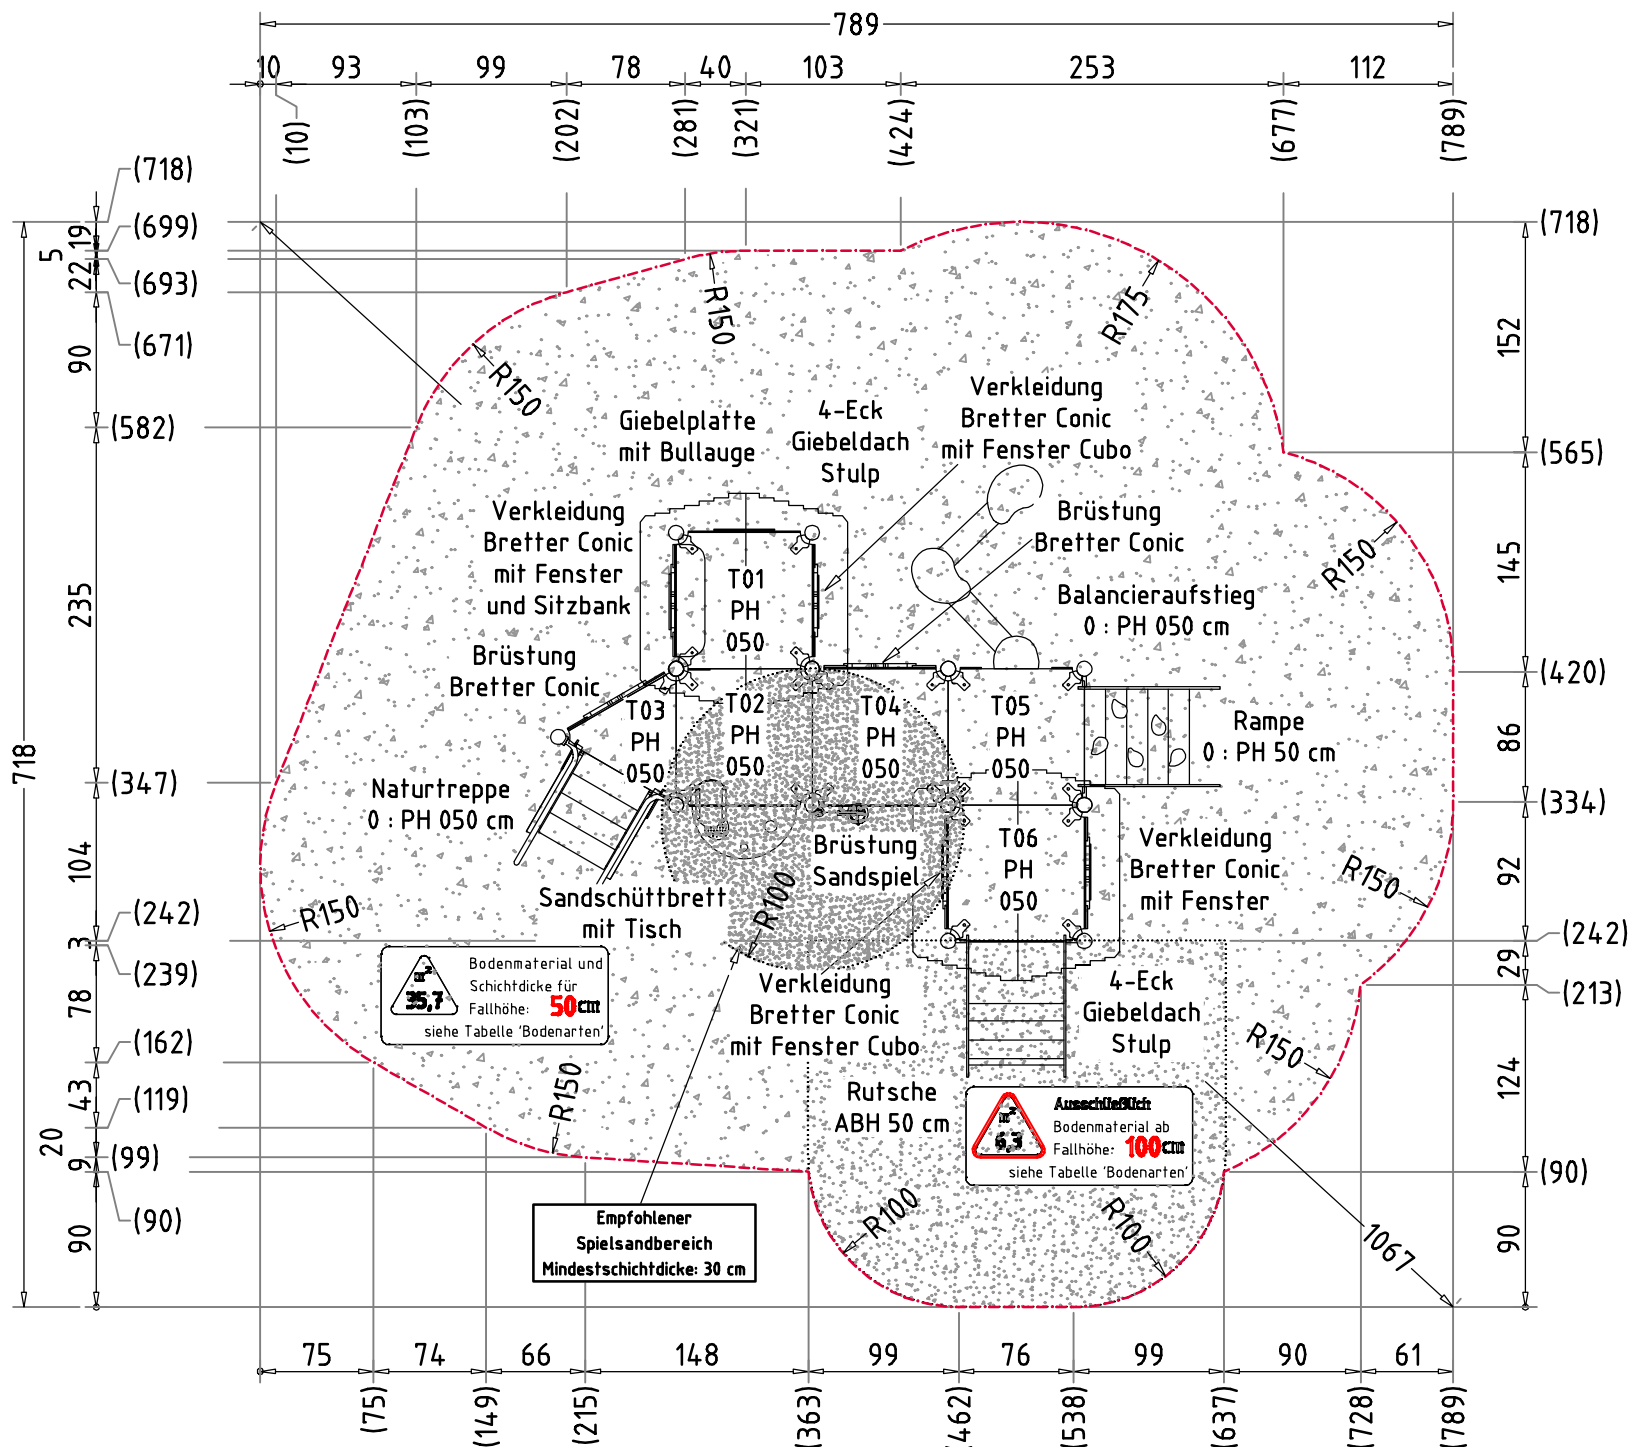 789
10 93 99 78 40 103 253 112
(10) (103) (202) (281) (321) (424) (677) (789)
718
19
5
22
90
235
104
3
78
43
20
9
90
(718)
(699)
(693)
(671)
(582)
(347)
(242)
(239)
(162)
(119)
(99)
(90)
(718)
(565)
(420)
(334)
(242)
(213)
(90)
152
145
86
92
29
124
90
R150
R150
R175
R150
R150
R150
R150
R150
R100
R100
R100
1067
Giebelplatte
mit Bullauge
4-Eck
Giebeldach
Stulp
Verkleidung
Bretter Conic
mit Fenster Cubo
Verkleidung
Bretter Conic
mit Fenster
und Sitzbank
Brüstung
Bretter Conic
Balancieraufstieg
0 : PH 050 cm
Brüstung
Bretter Conic
T01
PH
050
T02
PH
050
T03
PH
050
T04
PH
050
T05
PH
050
T06
PH
050
Rampe
0 : PH 50 cm
Naturtreppe
0 : PH 050 cm
Brüstung
Sandspiel
Verkleidung
Bretter Conic
mit Fenster
Sandschüttbrett
mit Tisch
m²
35,7
Bodenmaterial und
Schichtdicke für
Fallhöhe: 50cm
siehe Tabelle 'Bodenarten'
Verkleidung
Bretter Conic
mit Fenster Cubo
4-Eck
Giebeldach
Stulp
Rutsche
ABH 50 cm
m²
Ausschließlich
Bodenmaterial ab
Fallhöhe: 100cm
siehe Tabelle 'Bodenarten'
Empfohlener
Spielsandbereich
Mindestschichtdicke: 30 cm
75 74 66 148 99 76 99 90 61
(75) (149) (215) (363) (462) (538) (637) (728) (789)